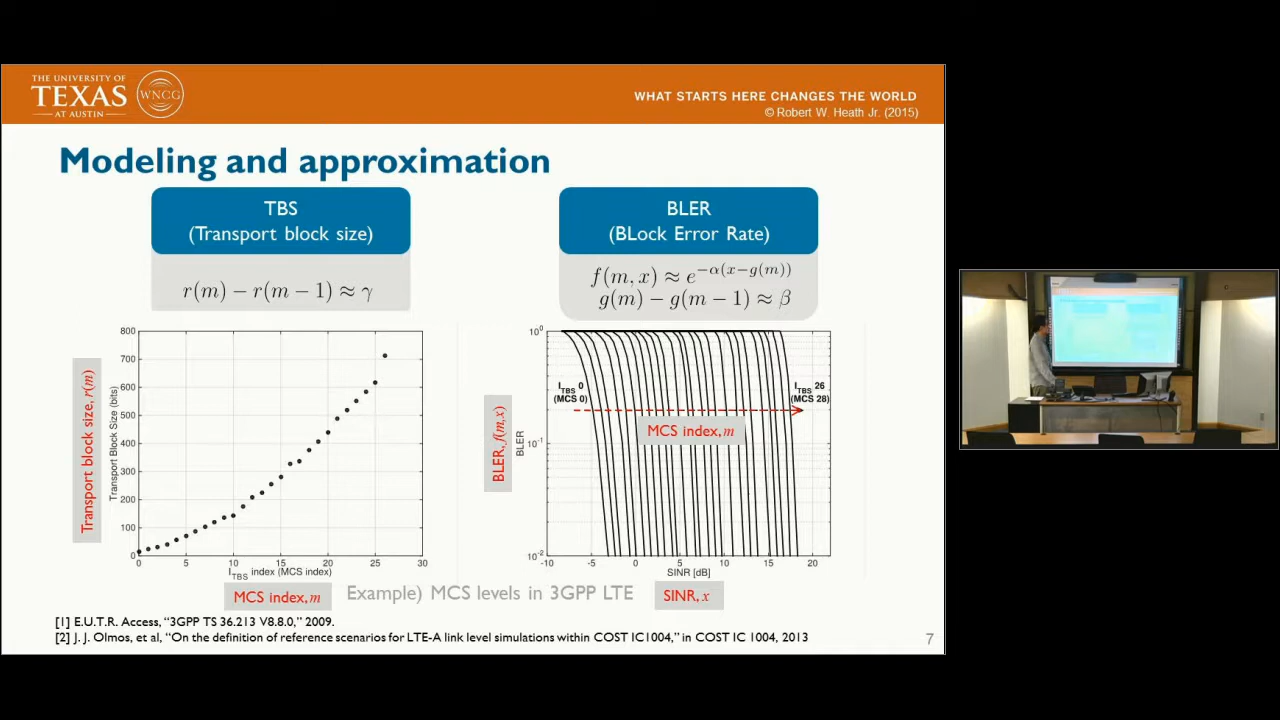 THE UNIVERSITY OF
TEXAS
AT AUSTIN
WNCG
WHAT STARTS HERE CHANGES THE WORLD
© Robert W. Heath Jr. (2015)
Modeling and approximation
TBS
(Transport block size)
r(m) − r(m − 1) ≈ γ
BLER
(BLock Error Rate)
f(m, x) ≈ e^{−α(x−g(m))}
g(m) − g(m − 1) ≈ β
Transport block size, r(m)
Transport Block Size (bits)
800
700
600
500
400
300
200
100
0
0 5 10 15 20 25 30
I_TBS index (MCS index)
MCS index, m
BLER, f(m,x)
BLER
10^0
10^-1
10^-2
I_TBS 0
(MCS 0)
I_TBS 26
(MCS 28)
MCS index, m
-10 -5 0 5 10 15 20
SINR [dB]
SINR, x
Example) MCS levels in 3GPP LTE
[1] E.U.T.R. Access, “3GPP TS 36.213 V8.8.0,” 2009.
[2] J. J. Olmos, et al, “On the definition of reference scenarios for LTE-A link level simulations within COST IC1004,” in COST IC 1004, 2013
7